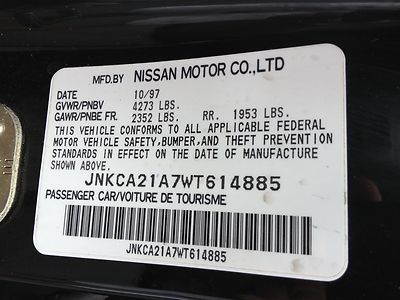 MFD.BY NISSAN MOTOR CO.,LTD
DATE 10/97
GVWR/PNBV 4273 LBS.
GAWR/PNBE FR. 2352 LBS. RR. 1953 LBS.
THIS VEHICLE CONFORMS TO ALL APPLICABLE FEDERAL
MOTOR VEHICLE SAFETY,BUMPER,AND THEFT PREVENTION
STANDARDS IN EFFECT ON DATE OF MANUFACTURE
SHOWN ABOVE.
JNKCA21A7WT614885
PASSENGER CAR/VOITURE DE TOURISME
JNKCA21A7WT614885